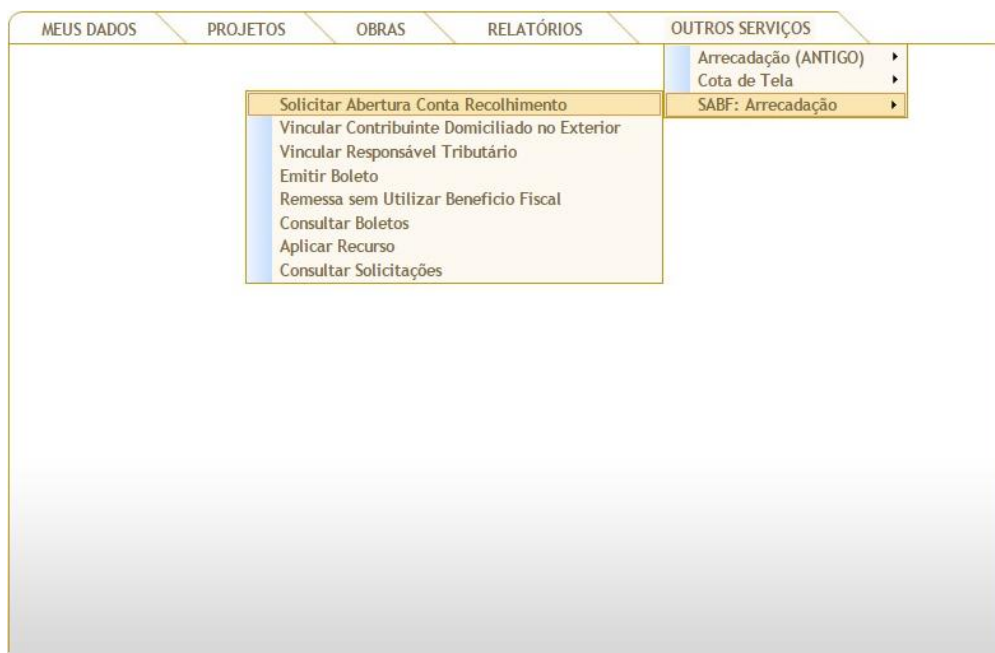 MEUS DADOS
PROJETOS
OBRAS
RELATÓRIOS
OUTROS SERVIÇOS
Arrecadação (ANTIGO)
Cota de Tela
SABF: Arrecadação
Solicitar Abertura Conta Recolhimento
Vincular Contribuinte Domiciliado no Exterior
Vincular Responsável Tributário
Emitir Boleto
Remessa sem Utilizar Beneficio Fiscal
Consultar Boletos
Aplicar Recurso
Consultar Solicitações